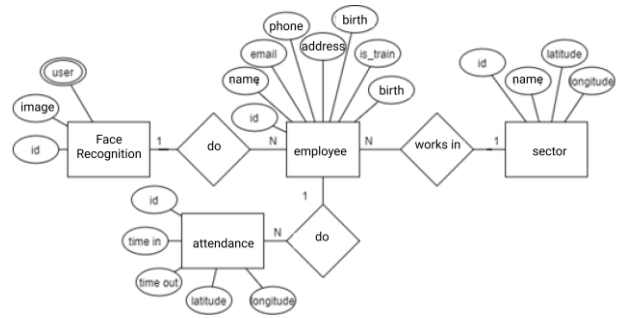 phone
birth
user
email
address
is_train
latitude
id
name
name
longitude
image
birth
id
Face
Recognition
1
do
N
employee
N
works in
1
sector
id
1
id
time in
attendance
N
do
time out
latitude
longitude